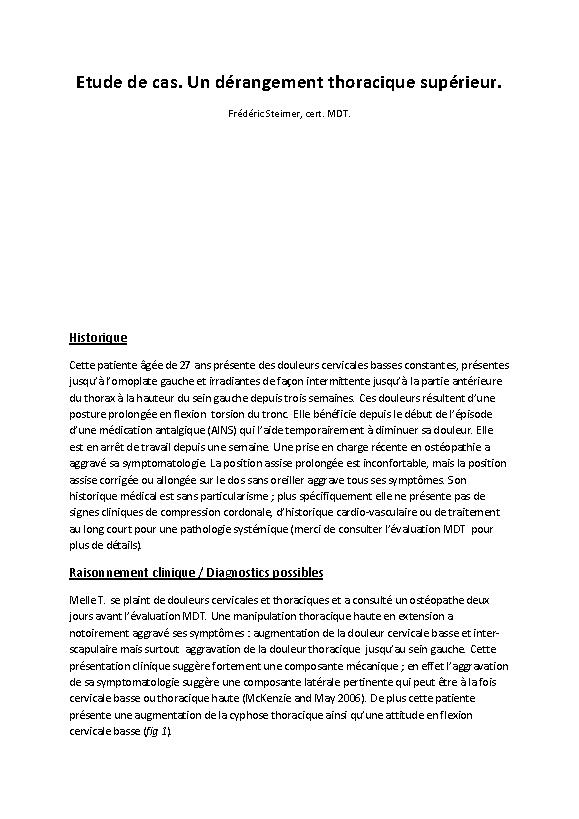 Etude de cas. Un dérangement thoracique supérieur.
Frédéric Steimer, cert. MDT.
Historique
Cette patiente âgée de 27 ans présente des douleurs cervicales basses constantes, présentes
jusqu'à l'omoplate gauche et irradiantes de façon intermittente jusqu'à la partie antérieure
du thorax à la hauteur du sein gauche depuis trois semaines. Ces douleurs résultent d'une
posture prolongée en flexion torsion du tronc. Elle bénéficie depuis le début de l'épisode
d'une médication antalgique (AINS) qui l'aide temporairement à diminuer sa douleur. Elle
est en arrêt de travail depuis une semaine. Une prise en charge récente en ostéopathie a
aggravé sa symptomatologie. La position assise prolongée est inconfortable, mais la position
assise corrigée ou allongée sur le dos sans oreiller aggrave tous ses symptômes. Son
historique médical est sans particularisme ; plus spécifiquement elle ne présente pas de
signes cliniques de compression cordonale, d'historique cardio-vasculaire ou de traitement
au long court pour une pathologie systémique (merci de consulter l'évaluation MDT pour
plus de détails).
Raisonnement clinique / Diagnostics possibles
Melle T. se plaint de douleurs cervicales et thoraciques et a consulté un ostéopathe deux
jours avant l'évaluation MDT. Une manipulation thoracique haute en extension a
notoirement aggravé ses symptômes : augmentation de la douleur cervicale basse et inter-
scapulaire mais surtout aggravation de la douleur thoracique jusqu'au sein gauche. Cette
présentation clinique suggère fortement une composante mécanique ; en effet l'aggravation
de sa symptomatologie suggère une composante latérale pertinente qui peut être à la fois
cervicale basse ou thoracique haute (McKenzie and May 2006). De plus cette patiente
présente une augmentation de la cyphose thoracique ainsi qu'une attitude en flexion
cervicale basse (fig 1).